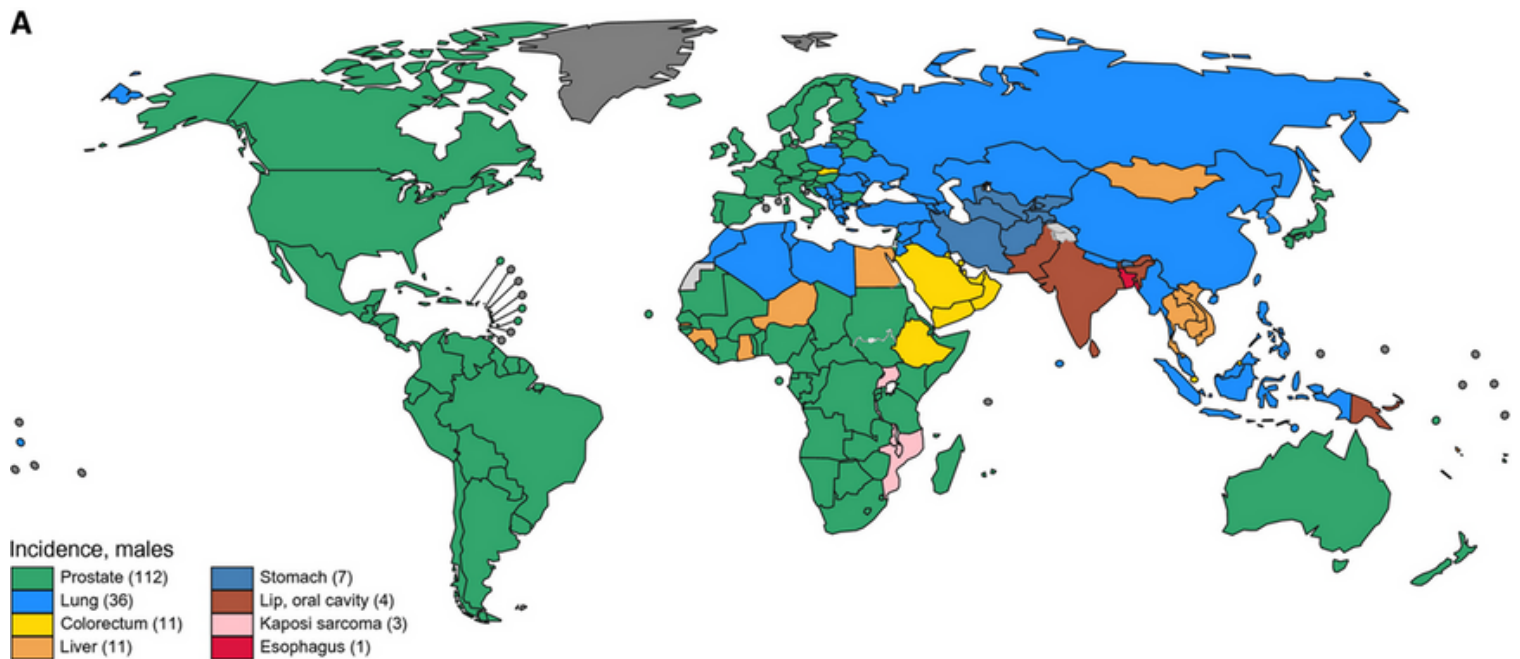 A
Incidence, males
Prostate (112)
Lung (36)
Colorectum (11)
Liver (11)
Stomach (7)
Lip, oral cavity (4)
Kaposi sarcoma (3)
Esophagus (1)